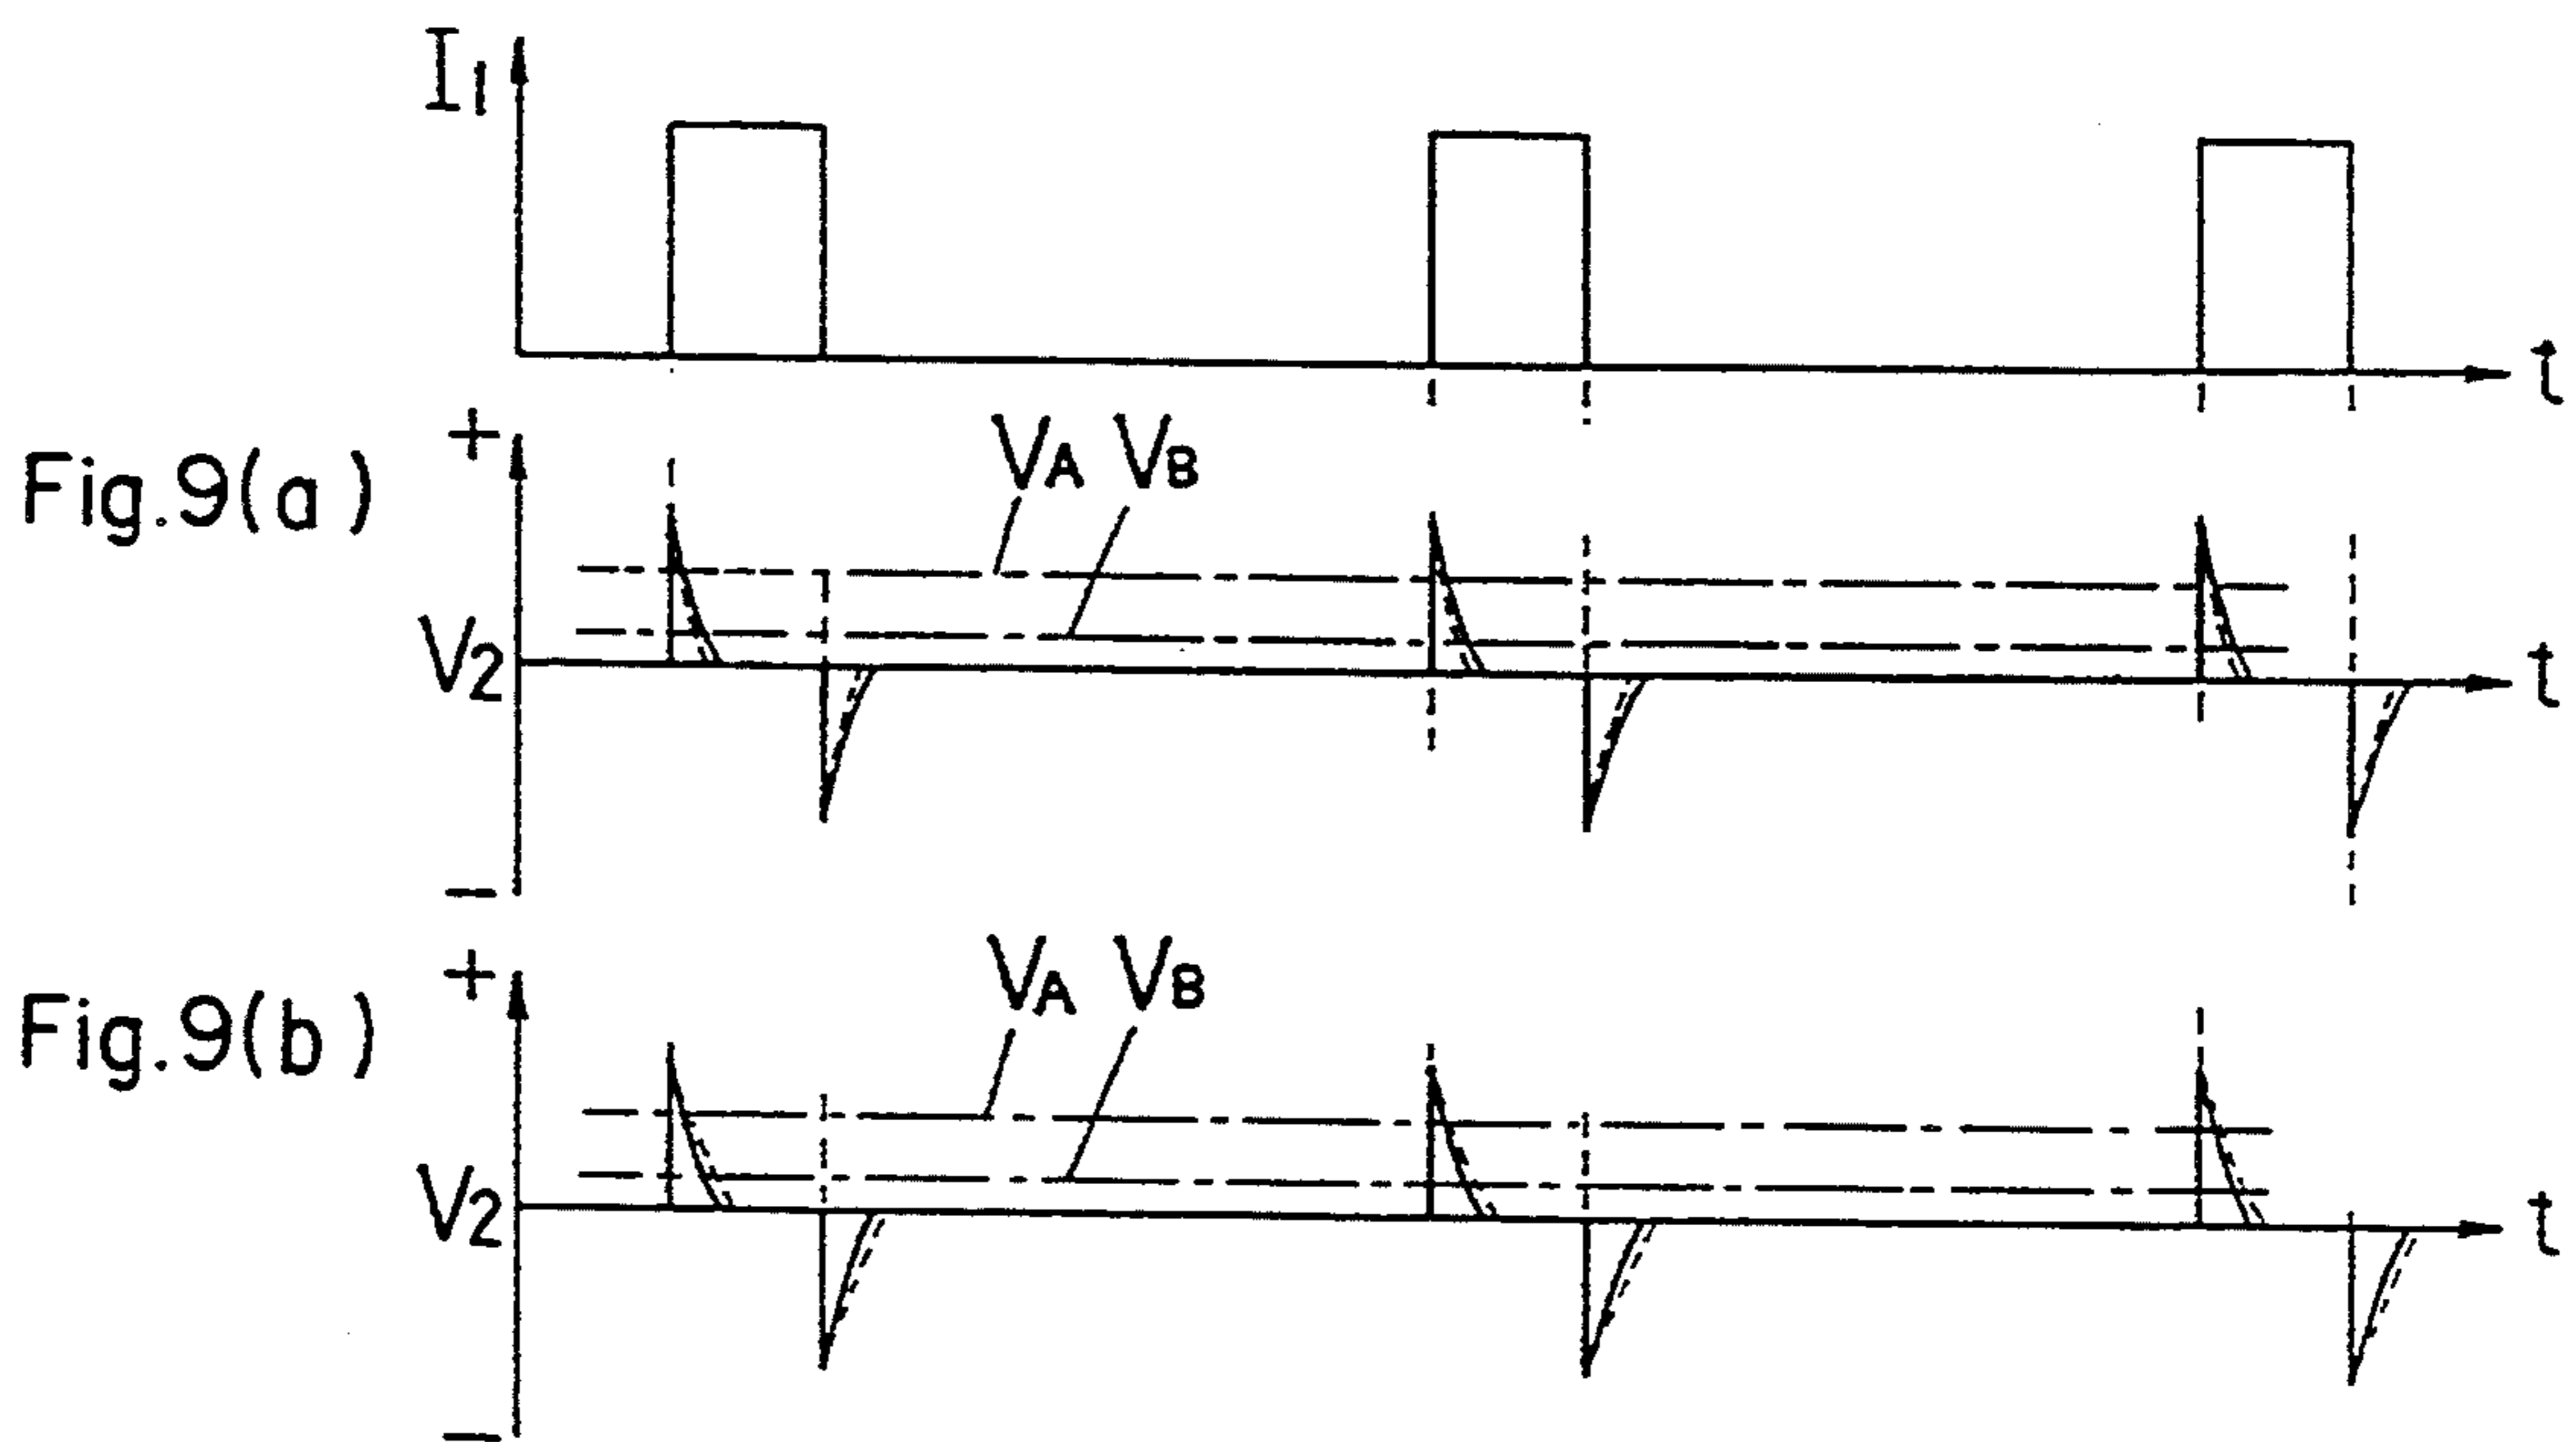 I1
t
+
Fig.9(a)
VA VB
V2
t
−
+
Fig.9(b)
VA VB
V2
t
−